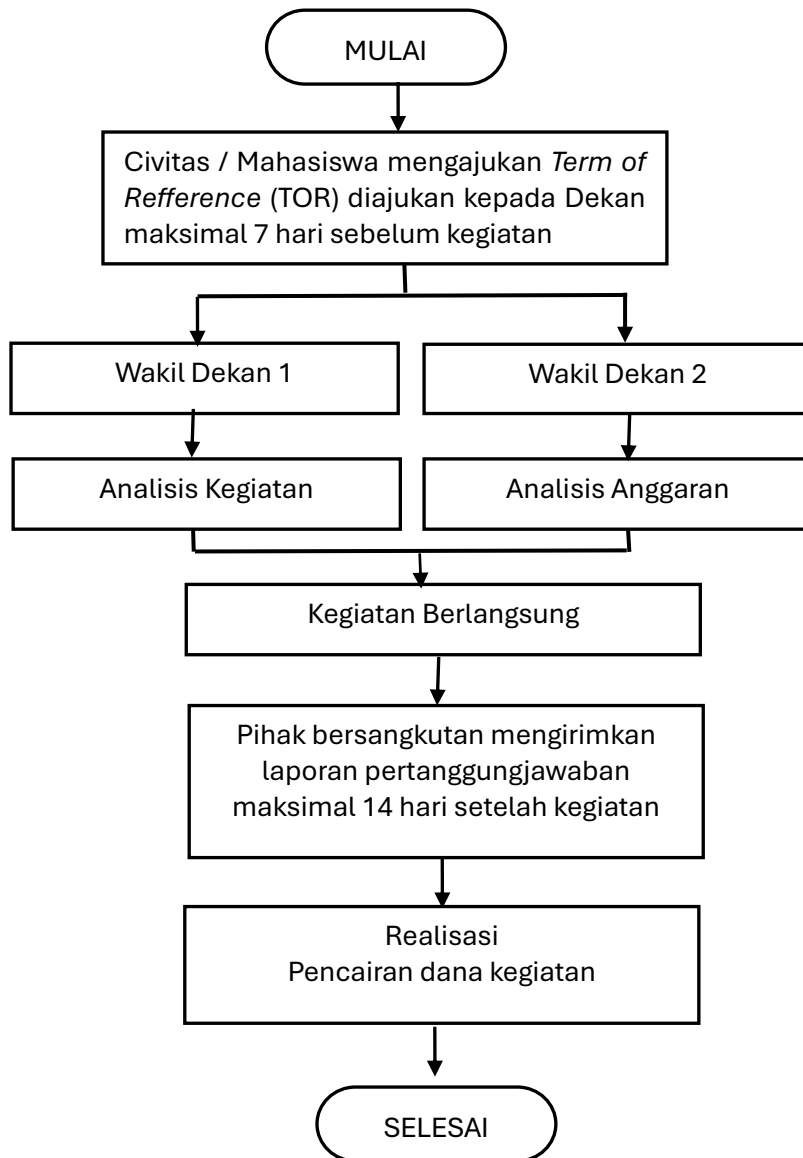 MULAI
Civitas / Mahasiswa mengajukan Term of
Refference (TOR) diajukan kepada Dekan
maksimal 7 hari sebelum kegiatan
Wakil Dekan 1
Wakil Dekan 2
Analisis Kegiatan
Analisis Anggaran
Kegiatan Berlangsung
Pihak bersangkutan mengirimkan
laporan pertanggungjawaban
maksimal 14 hari setelah kegiatan
Realisasi
Pencairan dana kegiatan
SELESAI